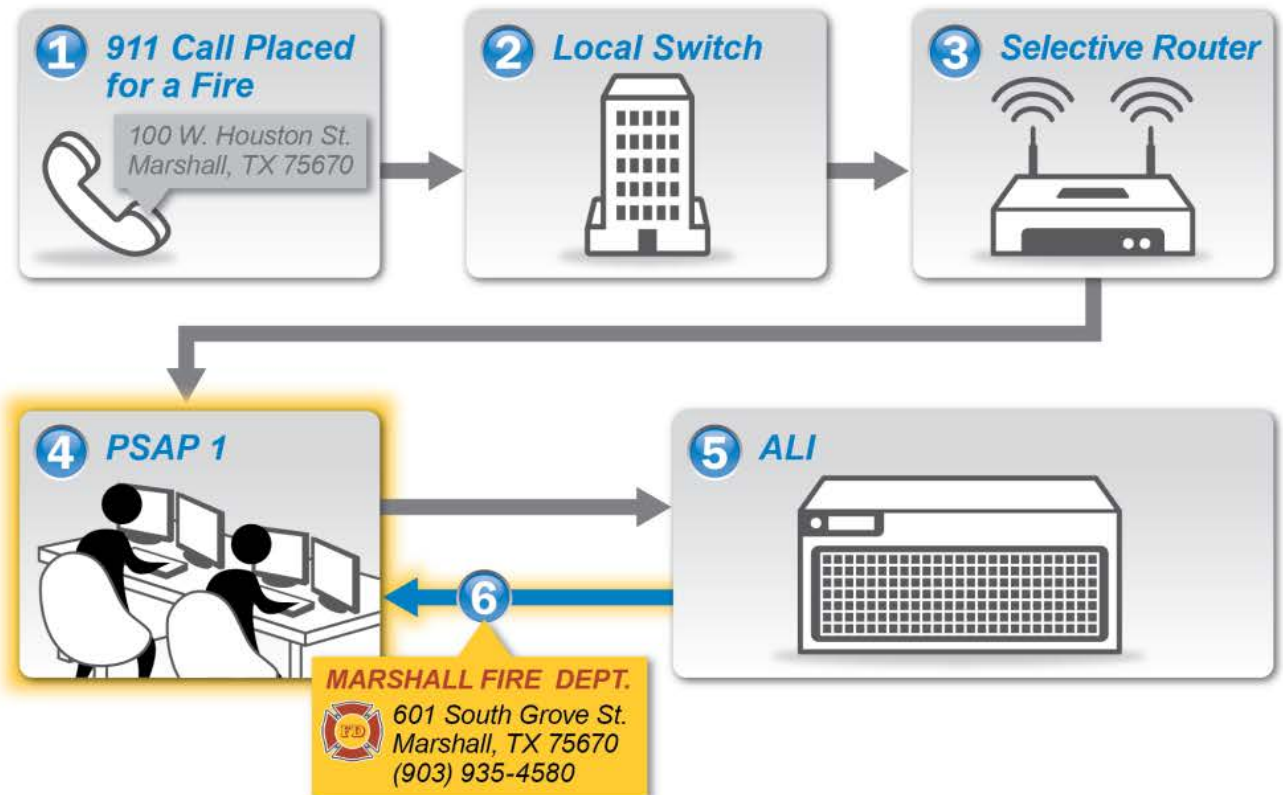 1 911 Call Placed
for a Fire
100 W. Houston St.
Marshall, TX 75670
2 Local Switch
3 Selective Router
4 PSAP 1
5 ALI
6
MARSHALL FIRE DEPT.
FD
601 South Grove St.
Marshall, TX 75670
(903) 935-4580